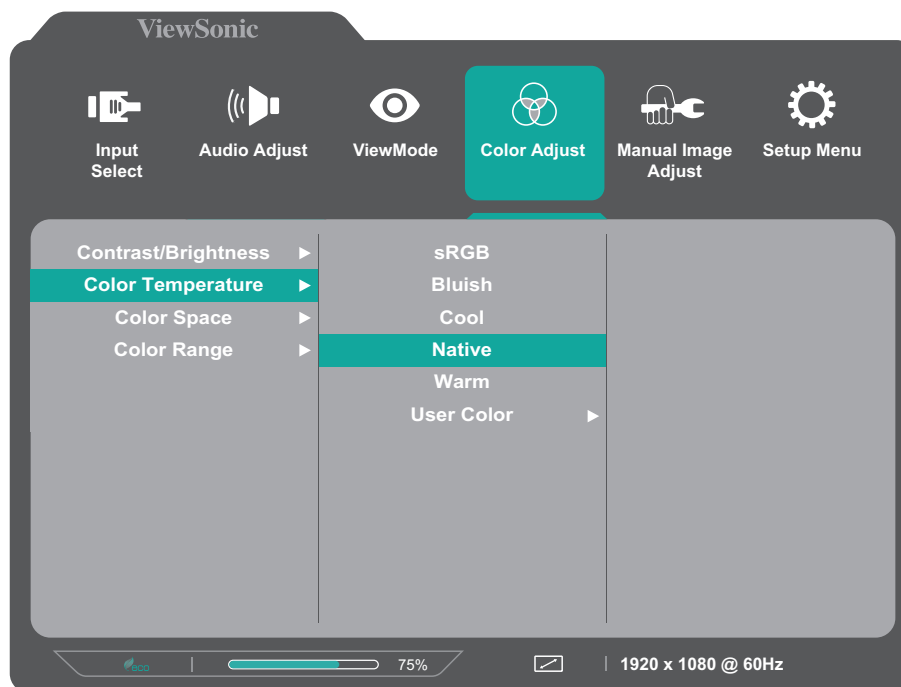 ViewSonic
Input Select
Audio Adjust
ViewMode
Color Adjust
Manual Image Adjust
Setup Menu
Contrast/Brightness
Color Temperature
Color Space
Color Range
sRGB
Bluish
Cool
Native
Warm
User Color
eco
75%
1920 x 1080 @ 60Hz